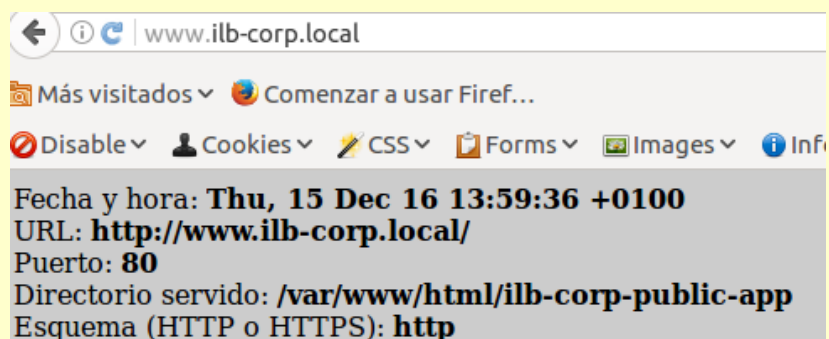 www.ilb-corp.local
Más visitados Comenzar a usar Firef…
Disable Cookies CSS Forms Images Inf
Fecha y hora: Thu, 15 Dec 16 13:59:36 +0100
URL: http://www.ilb-corp.local/
Puerto: 80
Directorio servido: /var/www/html/ilb-corp-public-app
Esquema (HTTP o HTTPS): http